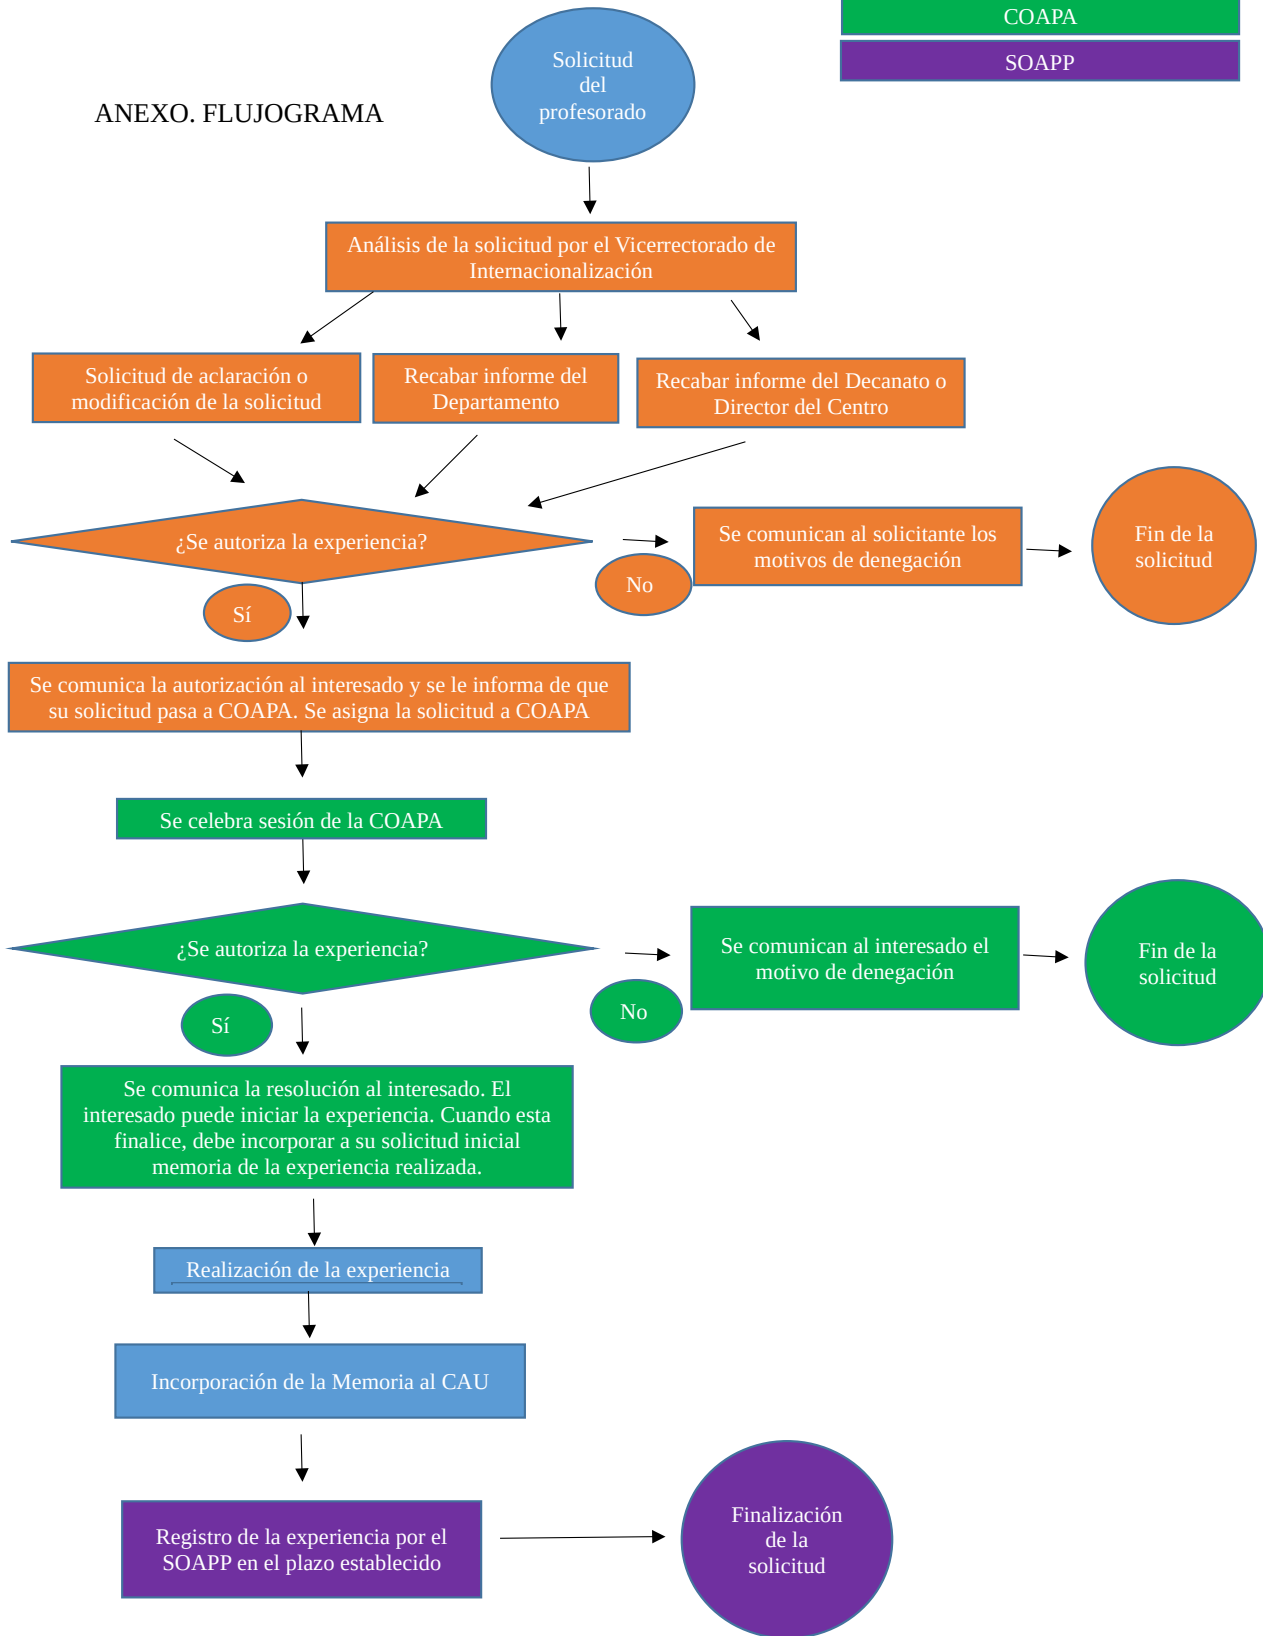 COAPA
SOAPP
Solicitud
del
profesorado
ANEXO. FLUJOGRAMA
Análisis de la solicitud por el Vicerrectorado de
Internacionalización
Solicitud de aclaración o
modificación de la solicitud
Recabar informe del
Departamento
Recabar informe del Decanato o
Director del Centro
¿Se autoriza la experiencia?
No
Se comunican al solicitante los
motivos de denegación
Fin de la
solicitud
Sí
Se comunica la autorización al interesado y se le informa de que
su solicitud pasa a COAPA. Se asigna la solicitud a COAPA
Se celebra sesión de la COAPA
¿Se autoriza la experiencia?
No
Se comunican al interesado el
motivo de denegación
Fin de la
solicitud
Sí
Se comunica la resolución al interesado. El
interesado puede iniciar la experiencia. Cuando esta
finalice, debe incorporar a su solicitud inicial
memoria de la experiencia realizada.
Realización de la experiencia
Incorporación de la Memoria al CAU
Registro de la experiencia por el
SOAPP en el plazo establecido
Finalización
de la
solicitud